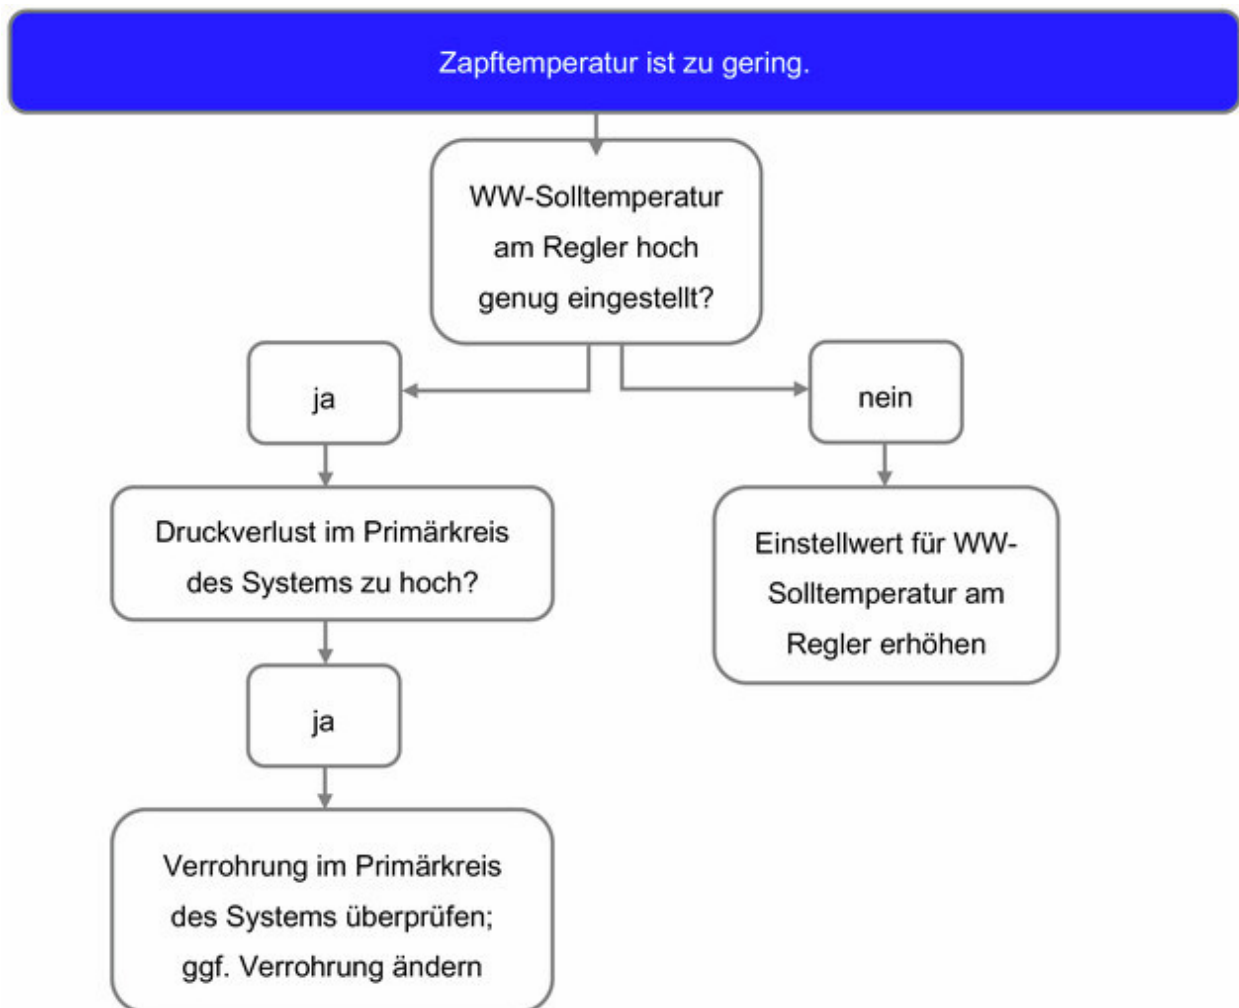 Zapftemperatur ist zu gering.
WW-Solltemperatur
am Regler hoch
genug eingestellt?
ja
nein
Druckverlust im Primärkreis
des Systems zu hoch?
Einstellwert für WW-
Solltemperatur am
Regler erhöhen
ja
Verrohrung im Primärkreis
des Systems überprüfen;
ggf. Verrohrung ändern